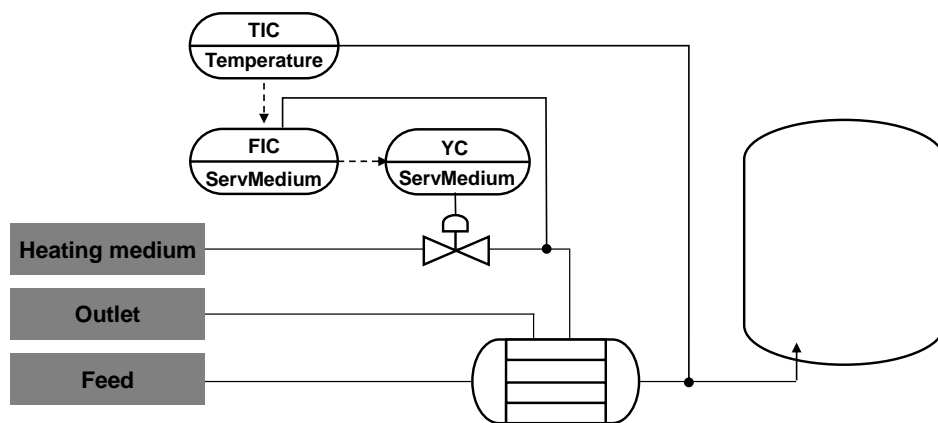 TIC
Temperature
FIC
ServMedium
YC
ServMedium
Heating medium
Outlet
Feed